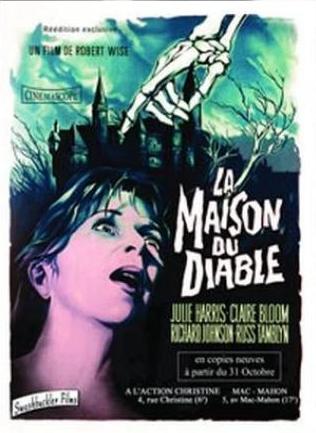 Réédition exclusive
UN FILM DE ROBERT WISE
CINEMASCOPE
LA
MAISON
DU
DIABLE
JULIE HARRIS·CLAIRE BLOOM
RICHARD JOHNSON·RUSS TAMBLYN
en copies neuves
à partir du 31 Octobre
A L'ACTION CHRISTINE
4, rue Christine (6ᵉ)
MAC - MAHON
5, av Mac-Mahon (17ᵉ)
Swashbuckler Films